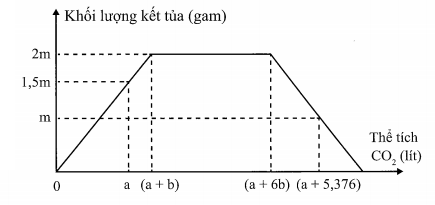 Khối lượng kết tủa (gam)
2m
1,5m
m
Thể tích
CO₂ (lít)
0
a
(a + b)
(a + 6b)
(a + 5,376)